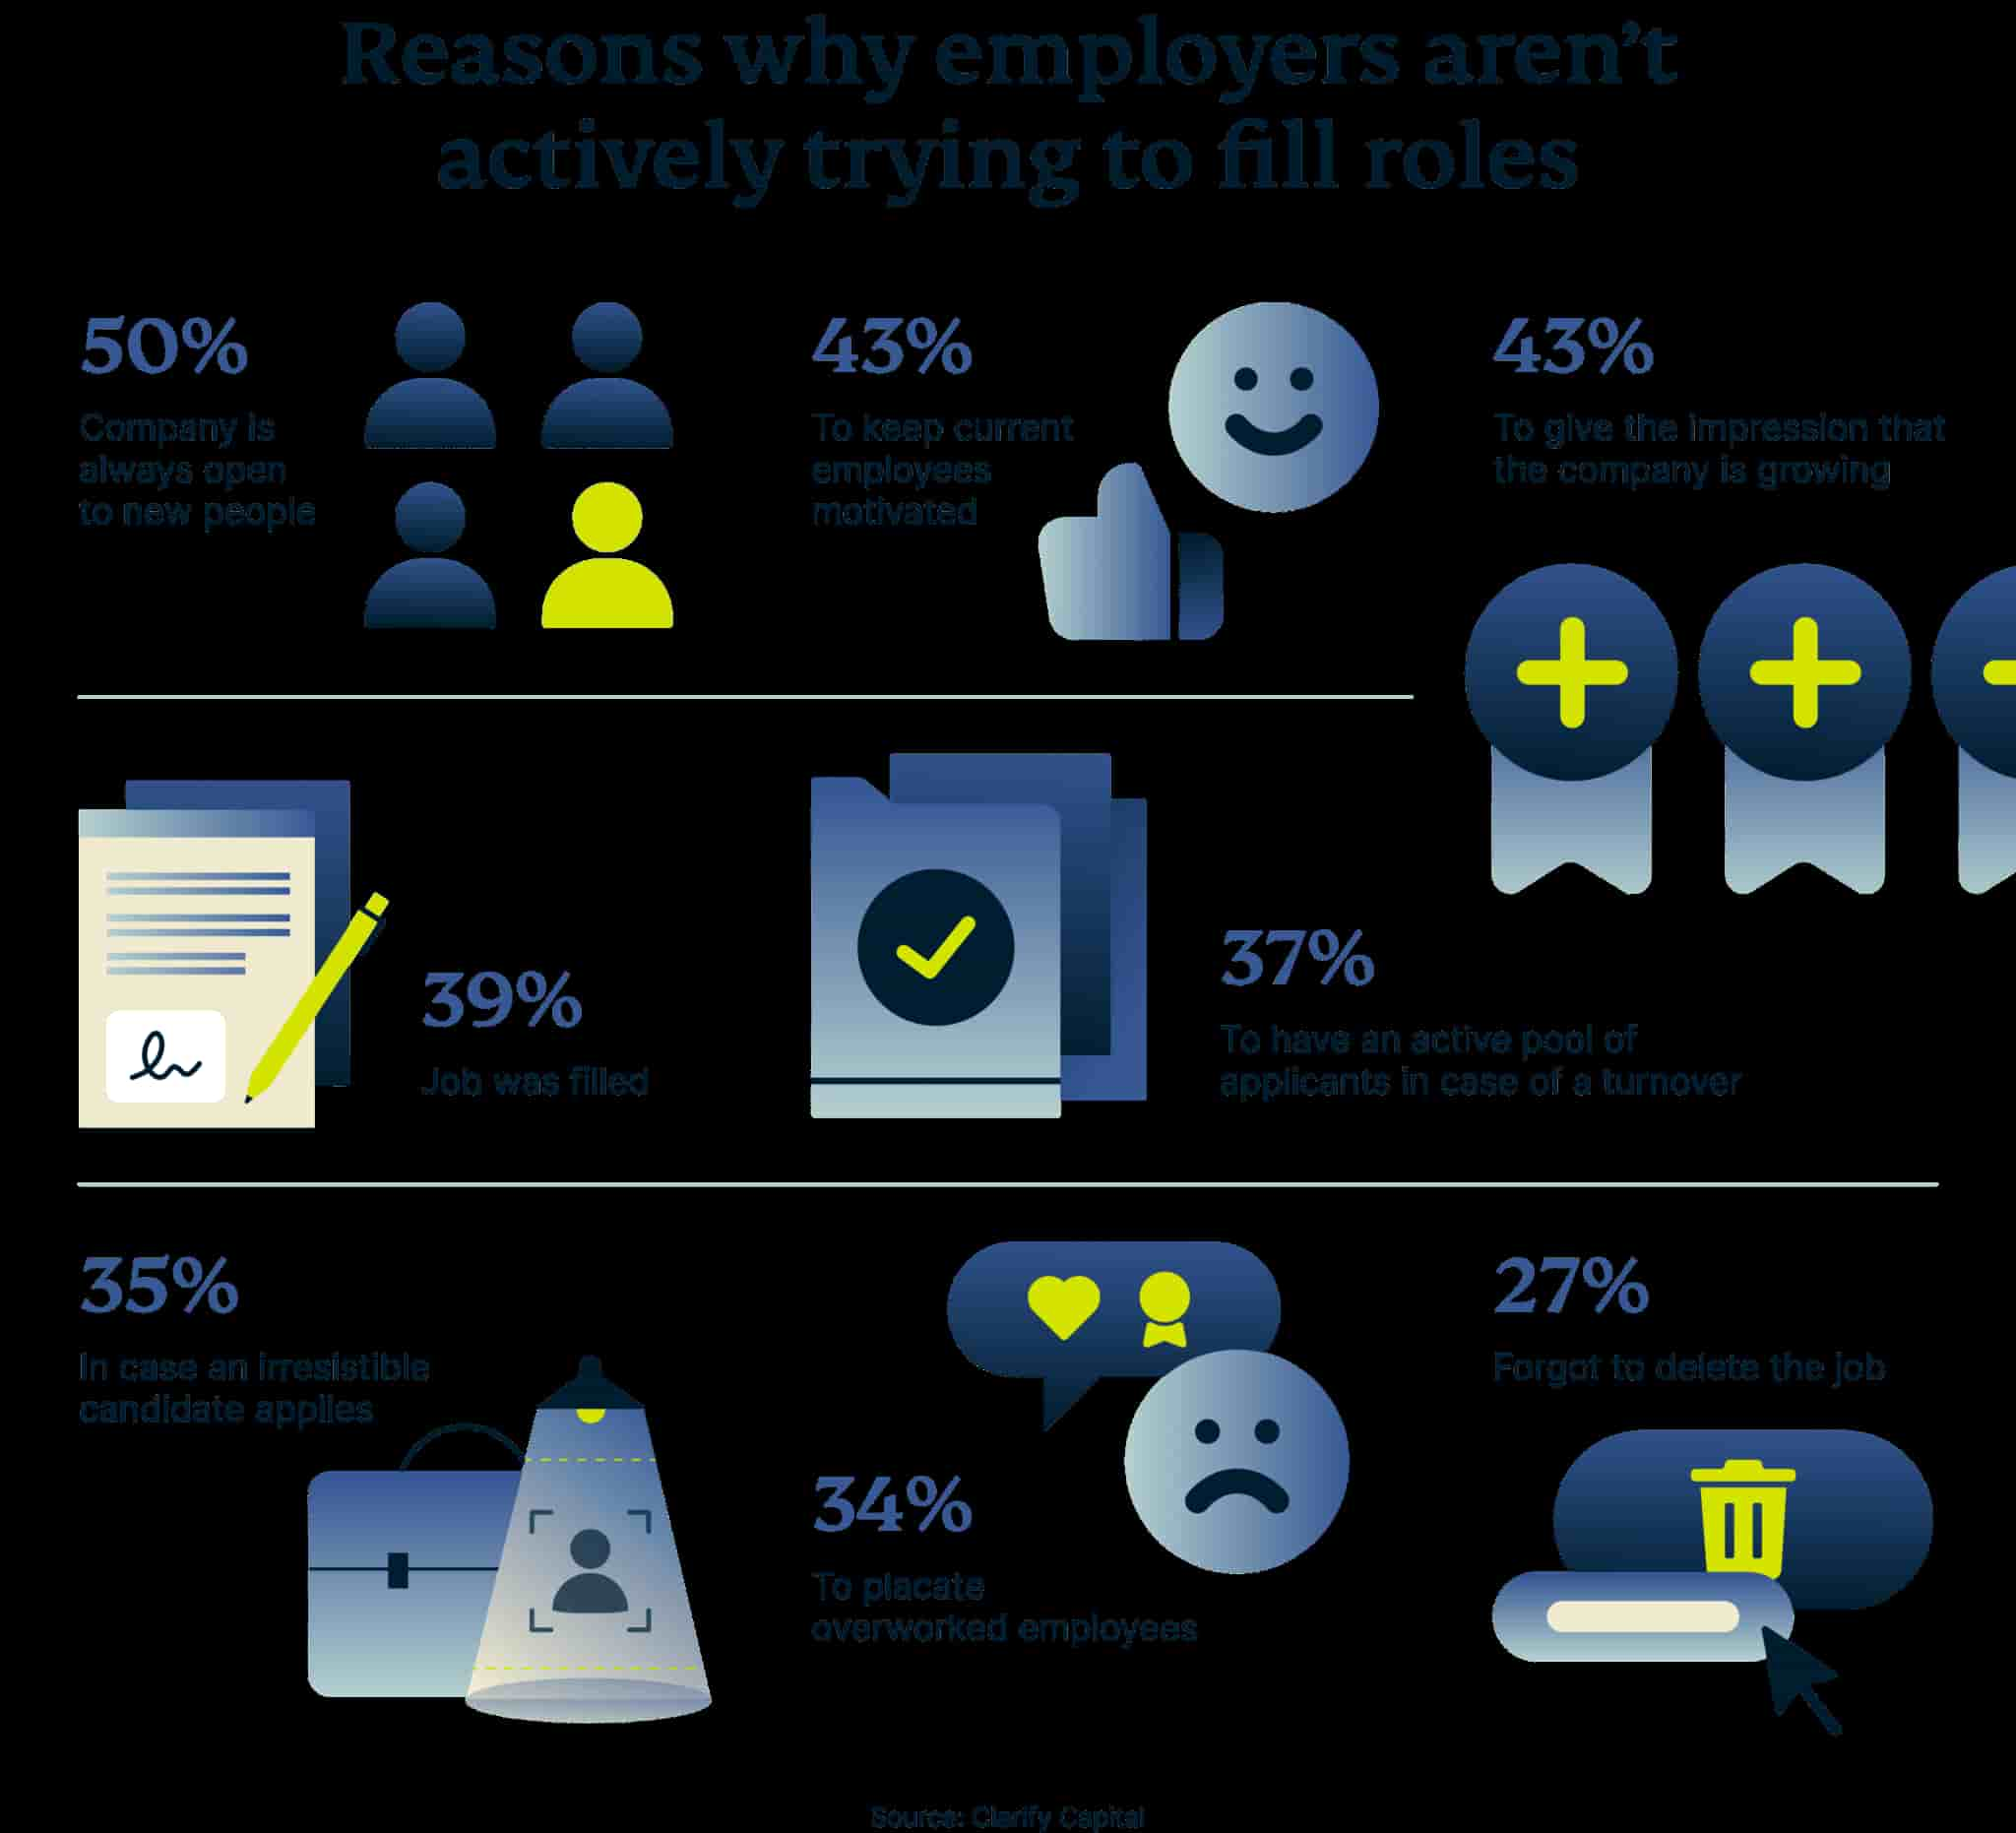 Reasons why employers aren’t
actively trying to fill roles
50%
Company is
always open
to new people
43%
To keep current
employees
motivated
43%
To give the impression that
the company is growing
39%
Job was filled
37%
To have an active pool of
applicants in case of a turnover
35%
In case an irresistible
candidate applies
34%
To placate
overworked employees
27%
Forgot to delete the job
Source: Clarify Capital